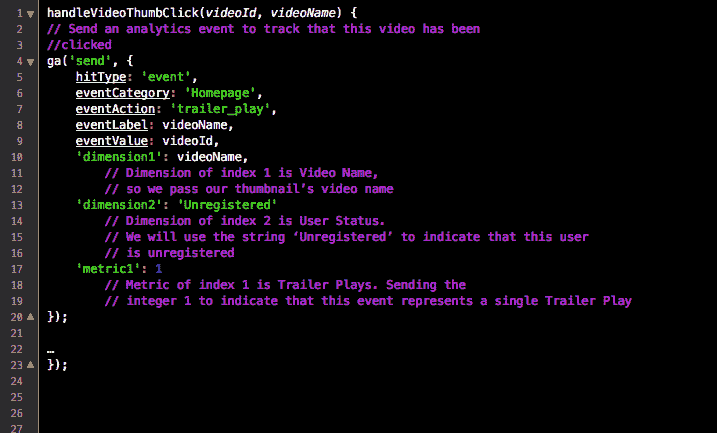 1 handleVideoThumbClick(videoId, videoName) {
2 // Send an analytics event to track that this video has been
3 //clicked
4 ga('send', {
5 hitType: 'event',
6 eventCategory: 'Homepage',
7 eventAction: 'trailer_play',
8 eventLabel: videoName,
9 eventValue: videoId,
10 'dimension1': videoName,
11 // Dimension of index 1 is Video Name,
12 // so we pass our thumbnail’s video name
13 'dimension2': 'Unregistered'
14 // Dimension of index 2 is User Status.
15 // We will use the string ‘Unregistered’ to indicate that this user
16 // is unregistered
17 'metric1': 1
18 // Metric of index 1 is Trailer Plays. Sending the
19 // integer 1 to indicate that this event represents a single Trailer Play
20 });
21
22 …
23 });
24
25
26
27